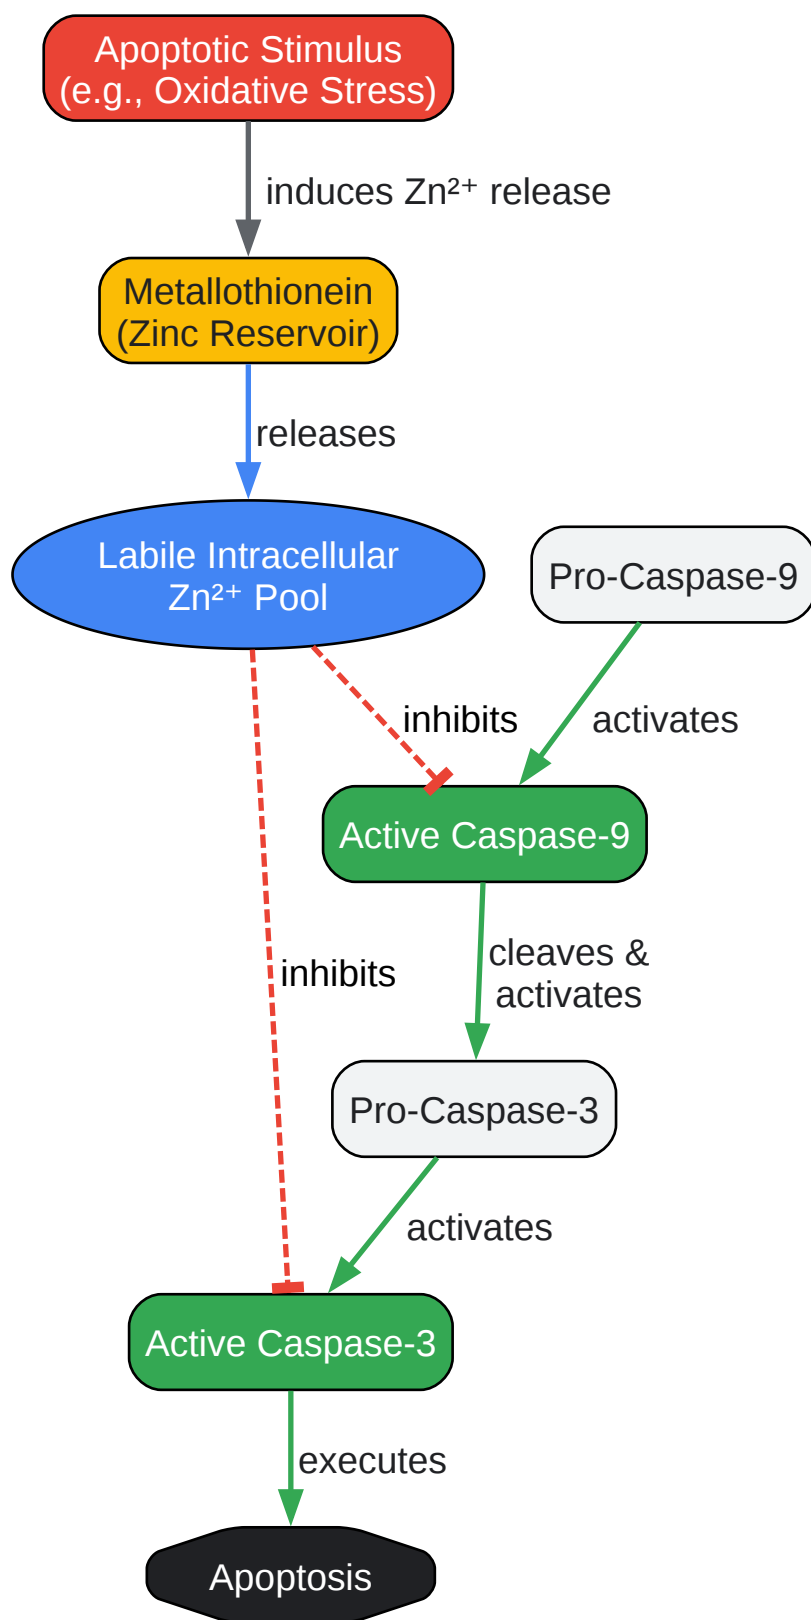 Apoptotic Stimulus
(e.g., Oxidative Stress)
induces Zn²⁺ release
Metallothionein
(Zinc Reservoir)
releases
Labile Intracellular
Zn²⁺ Pool
Pro-Caspase-9
inhibits
activates
Active Caspase-9
cleaves &
activates
inhibits
Pro-Caspase-3
activates
Active Caspase-3
executes
Apoptosis